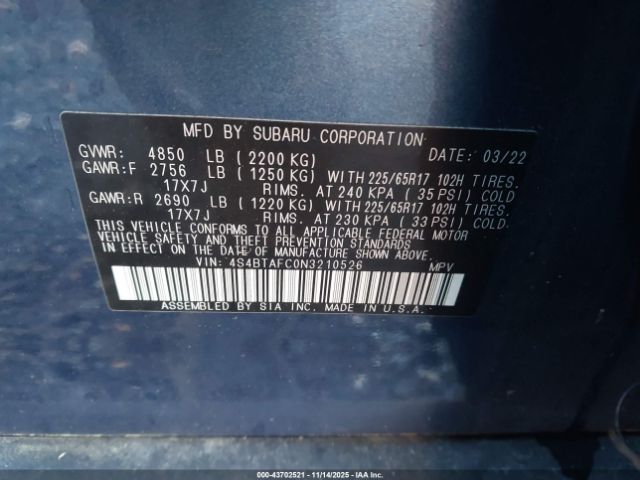 MFD BY SUBARU CORPORATION
GVWR: 4850 LB (2200 KG) DATE: 03/22
GAWR:F 2756 LB (1250 KG) WITH 225/65R17 102H TIRES.
17X7J RIMS. AT 240 KPA (35 PSI) COLD
GAWR:R 2690 LB (1220 KG) WITH 225/65R17 102H TIRES.
17X7J RIMS. AT 230 KPA (33 PSI) COLD.
THIS VEHICLE CONFORMS TO ALL APPLICABLE FEDERAL MOTOR
VEHICLE SAFETY AND THEFT PREVENTION STANDARDS
IN EFFECT ON THE DATE OF MANUFACTURE SHOWN ABOVE.
VIN: 4S4BTAFC0N3210526 MPV
ASSEMBLED BY SIA INC. MADE IN U.S.A.
000-43702521 - 11/14/2025 - IAAI.com